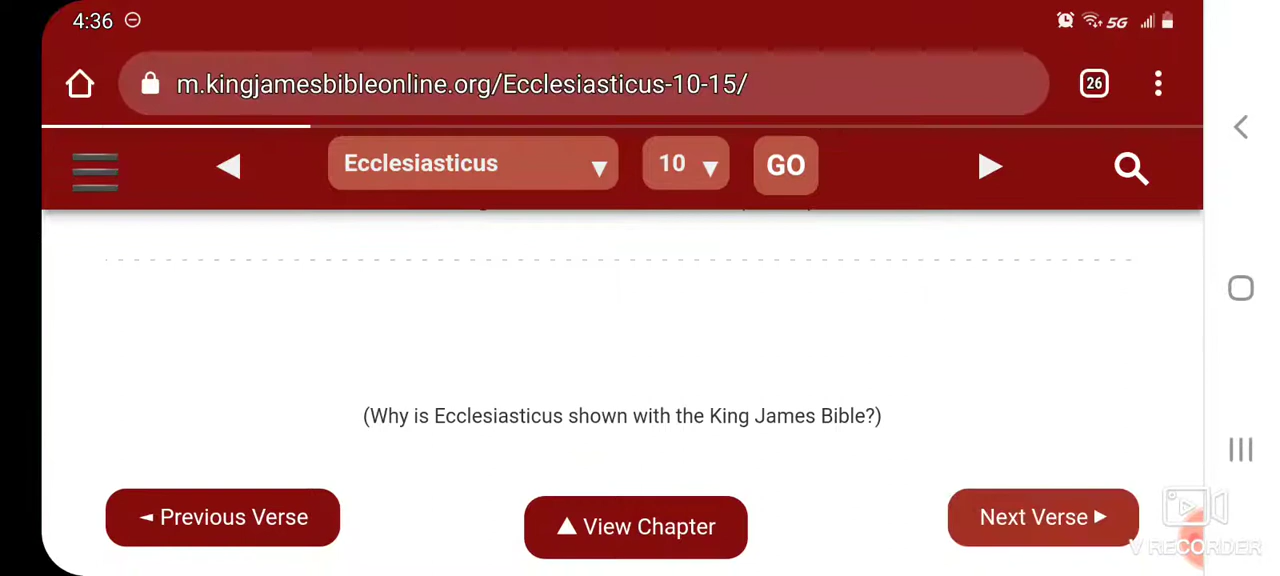 4:36 5G
m.kingjamesbibleonline.org/Ecclesiasticus-10-15/ 26
Ecclesiasticus 10 GO
(Why is Ecclesiasticus shown with the King James Bible?)
◄ Previous Verse ▲ View Chapter Next Verse ►
V RECORDER